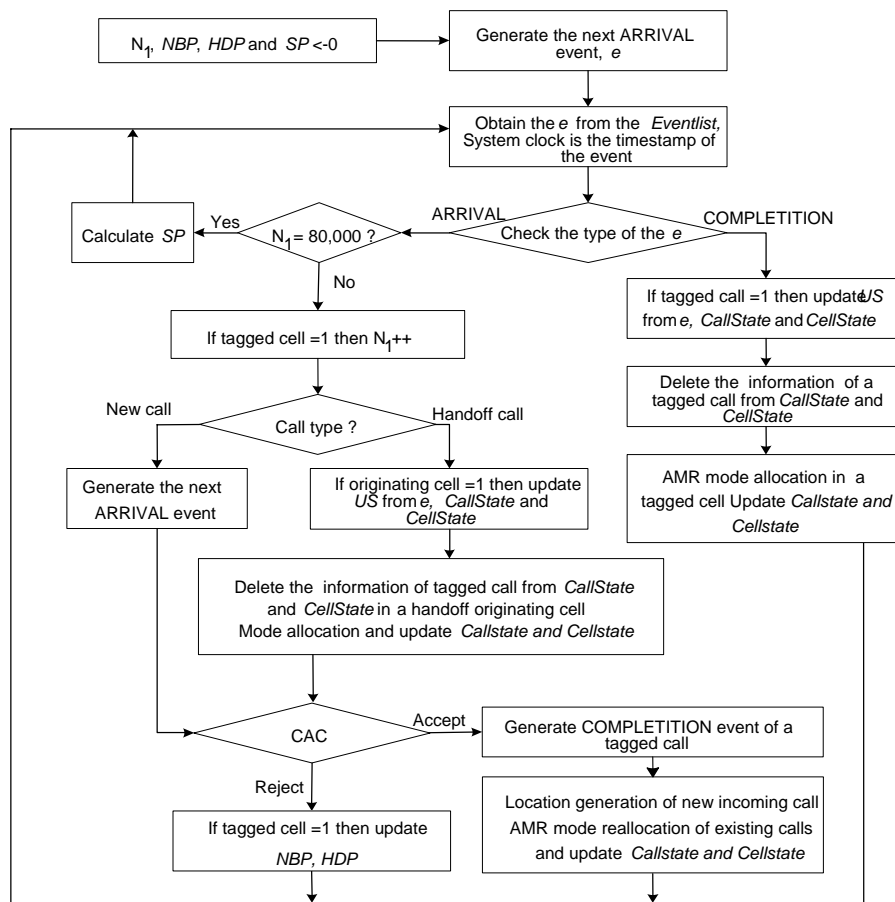 N1, NBP, HDP and SP <-0
Generate the next ARRIVAL
event, e
Obtain the e from the Eventlist,
System clock is the timestamp of
the event
ARRIVAL
COMPLETITION
Check the type of the e
Yes
N1 = 80,000 ?
Calculate SP
No
If tagged call =1 then update US
from e, CallState and CellState
If tagged cell =1 then N1++
Delete the information of a
tagged call from CallState and
CellState
New call
Handoff call
Call type ?
AMR mode allocation in a
tagged cell Update Callstate and
Cellstate
Generate the next
ARRIVAL event
If originating cell =1 then update
US from e, CallState and
CellState
Delete the information of tagged call from CallState
and CellState in a handoff originating cell
Mode allocation and update Callstate and Cellstate
CAC
Accept
Generate COMPLETITION event of a
tagged call
Reject
Location generation of new incoming call
AMR mode reallocation of existing calls
and update Callstate and Cellstate
If tagged cell =1 then update
NBP, HDP